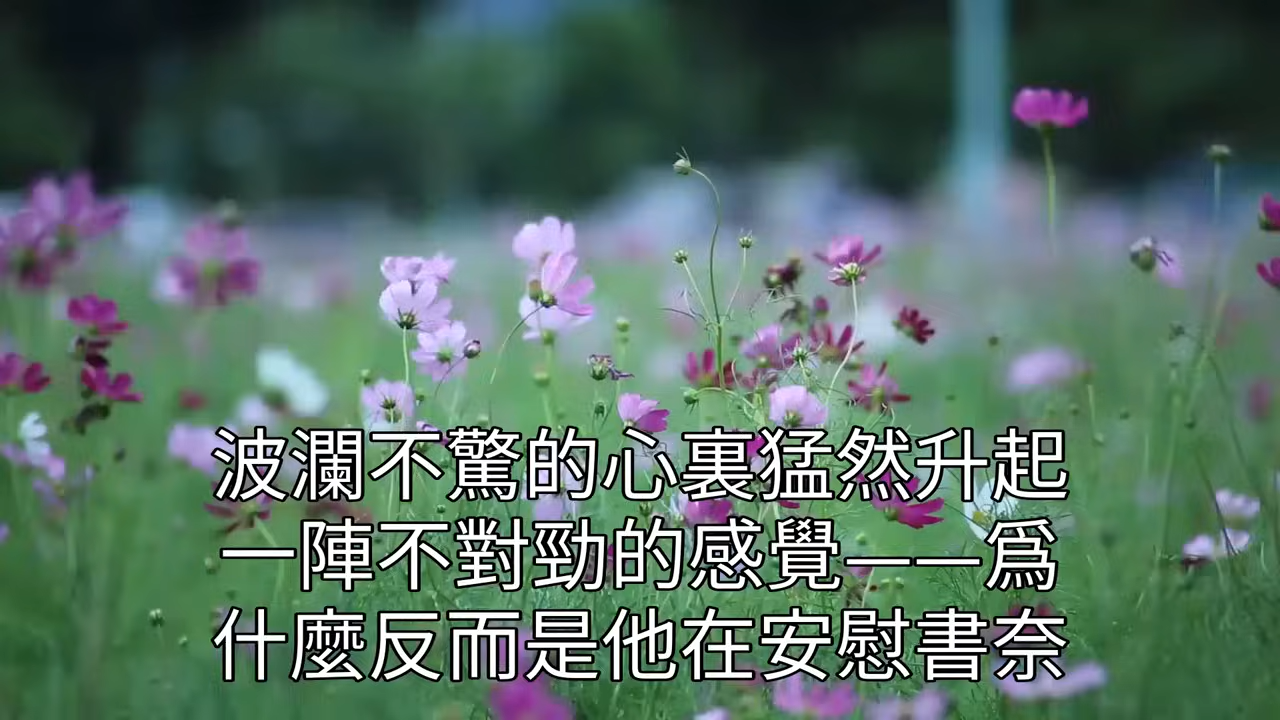 波瀾不驚的心裏猛然升起
一陣不對勁的感覺——爲
什麼反而是他在安慰書奈